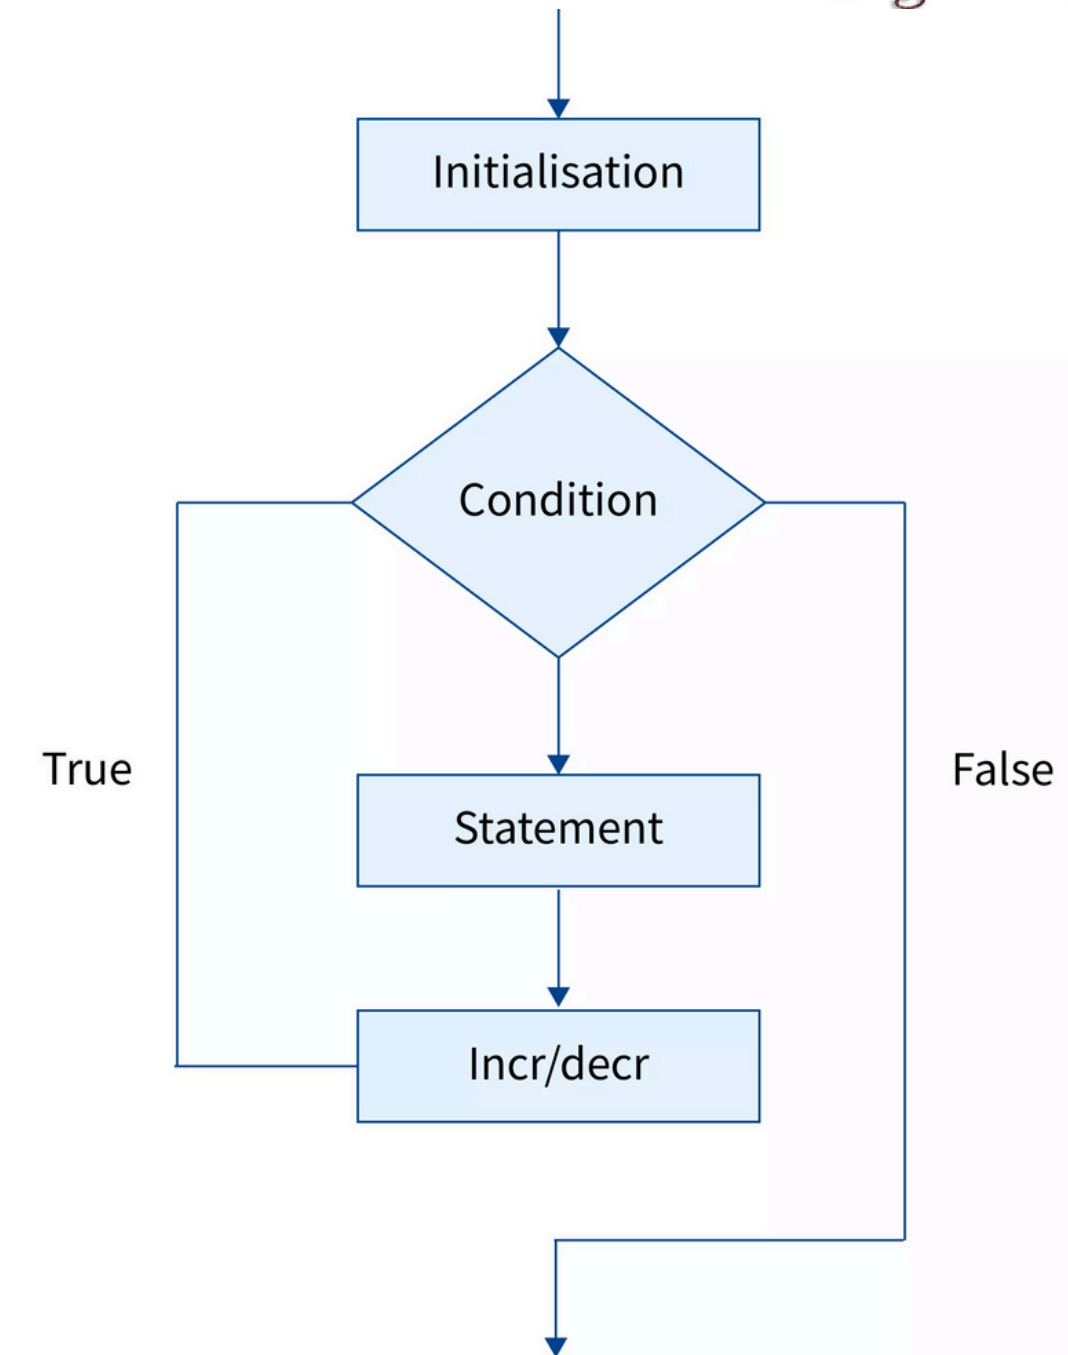 Initialisation
Condition
True
False
Statement
Incr/decr